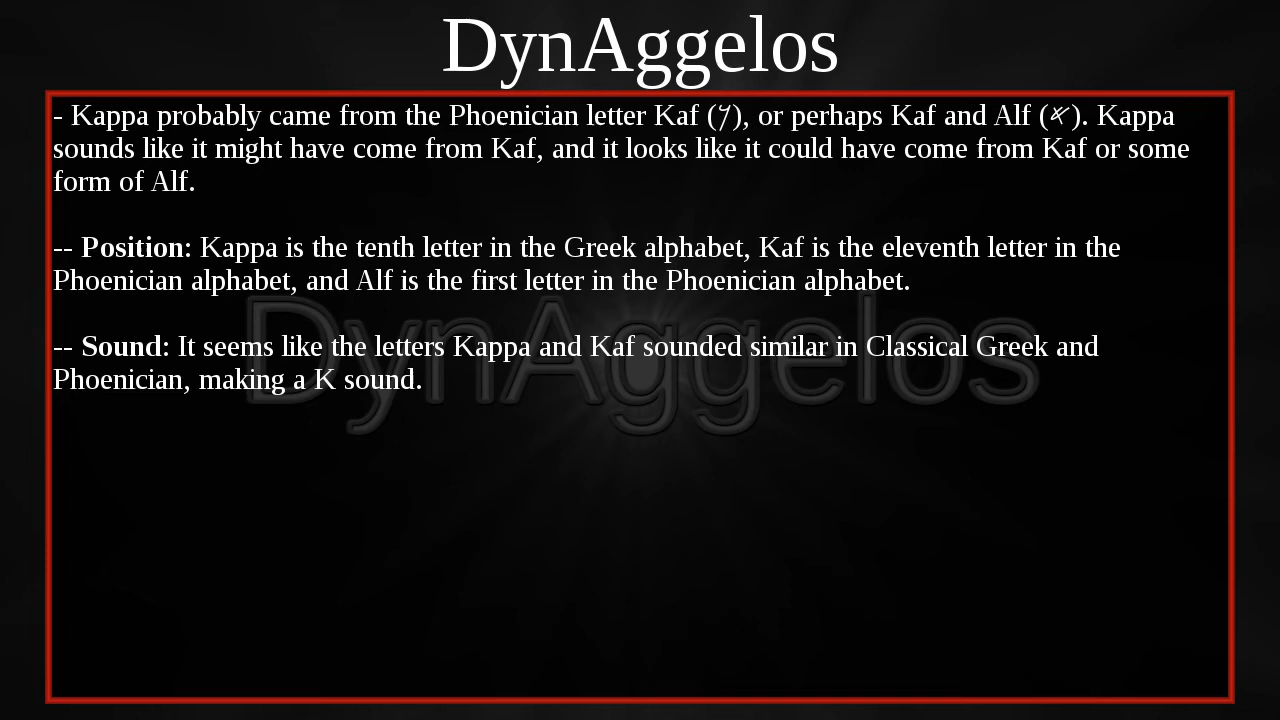 DynAggelos
- Kappa probably came from the Phoenician letter Kaf (𐤊), or perhaps Kaf and Alf (𐤀). Kappa
sounds like it might have come from Kaf, and it looks like it could have come from Kaf or some
form of Alf.
-- Position: Kappa is the tenth letter in the Greek alphabet, Kaf is the eleventh letter in the
Phoenician alphabet, and Alf is the first letter in the Phoenician alphabet.
DynAggelos
-- Sound: It seems like the letters Kappa and Kaf sounded similar in Classical Greek and
Phoenician, making a K sound.